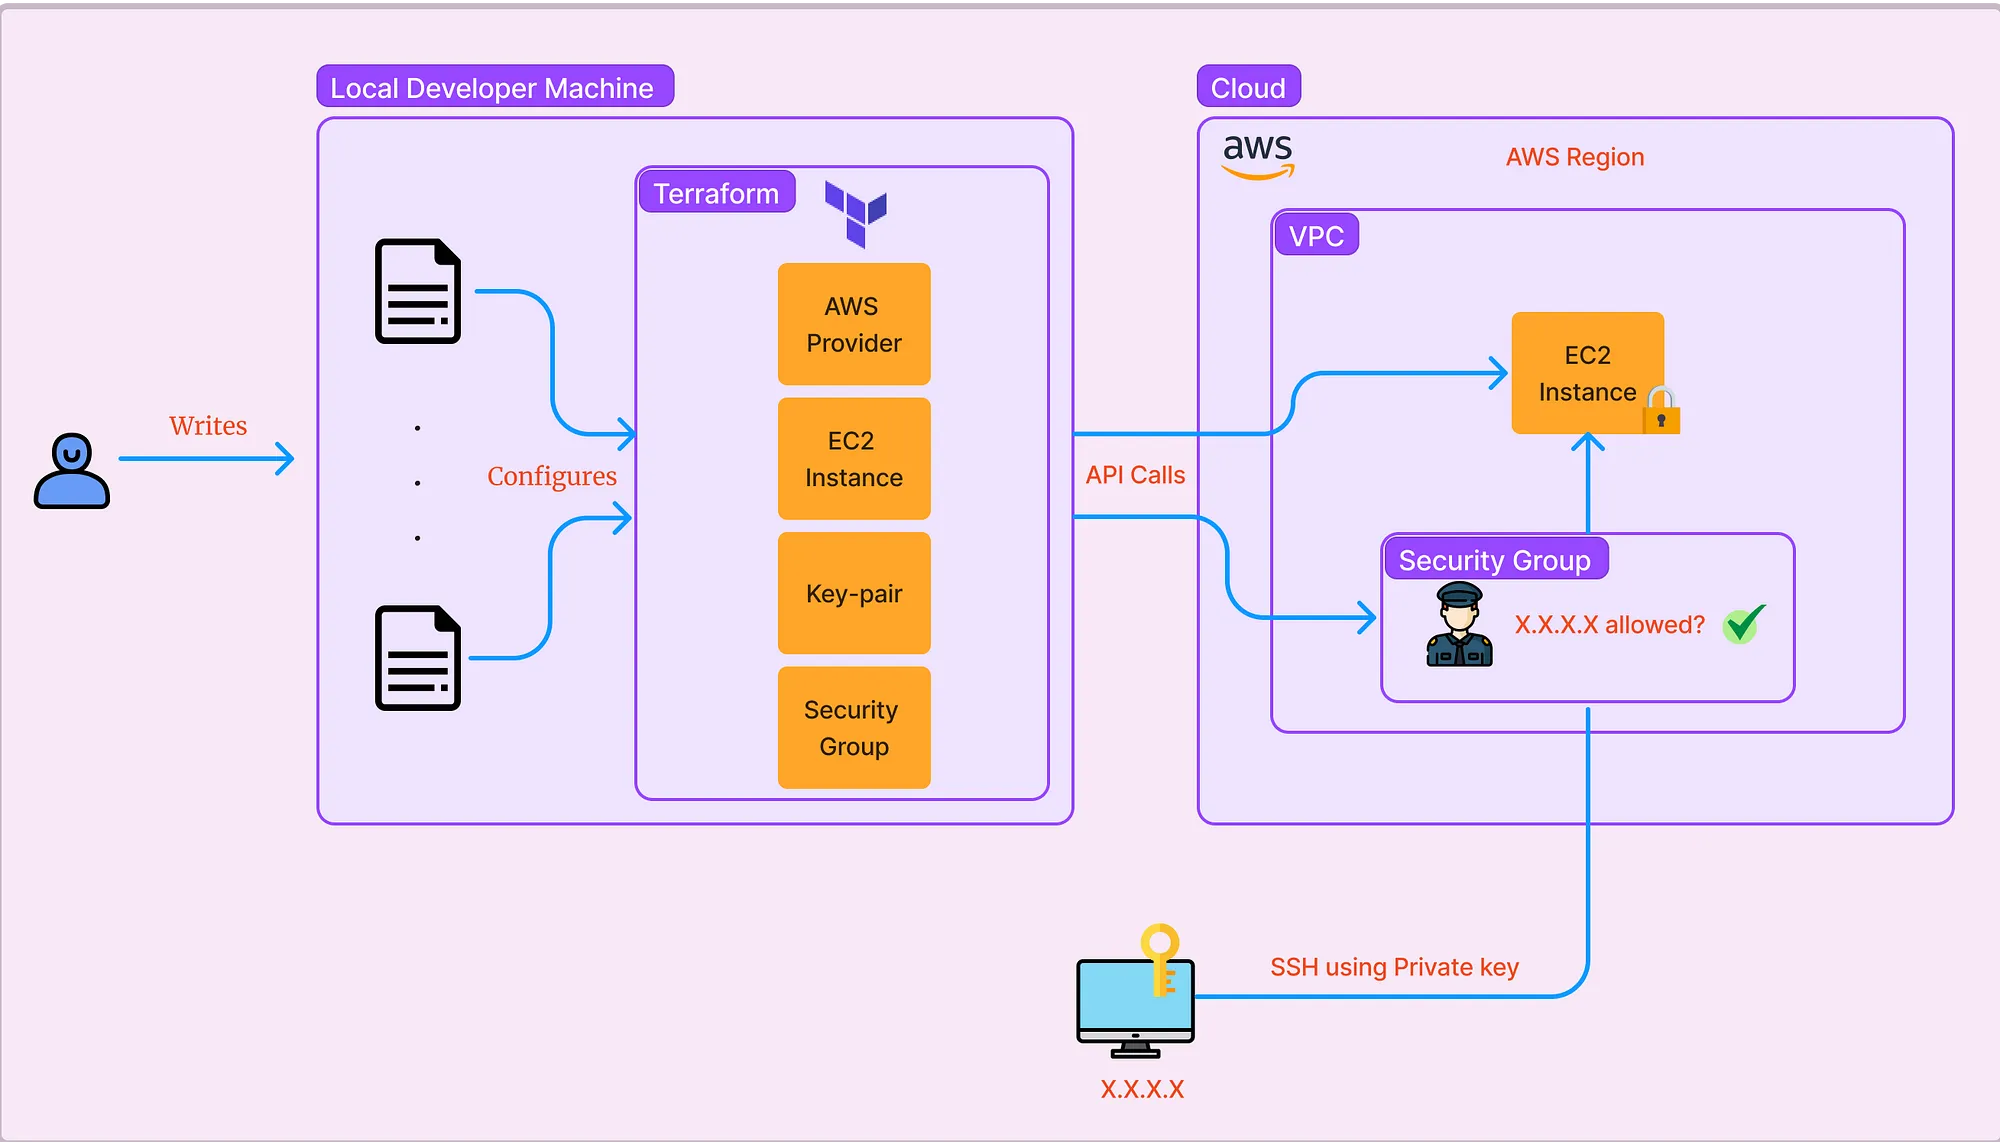 Local Developer Machine
Cloud
aws
AWS Region
Terraform
VPC
AWS
Provider
EC2
Instance
Writes
EC2
Instance
Configures
API Calls
Security Group
Key-pair
X.X.X.X allowed?
Security
Group
SSH using Private key
X.X.X.X